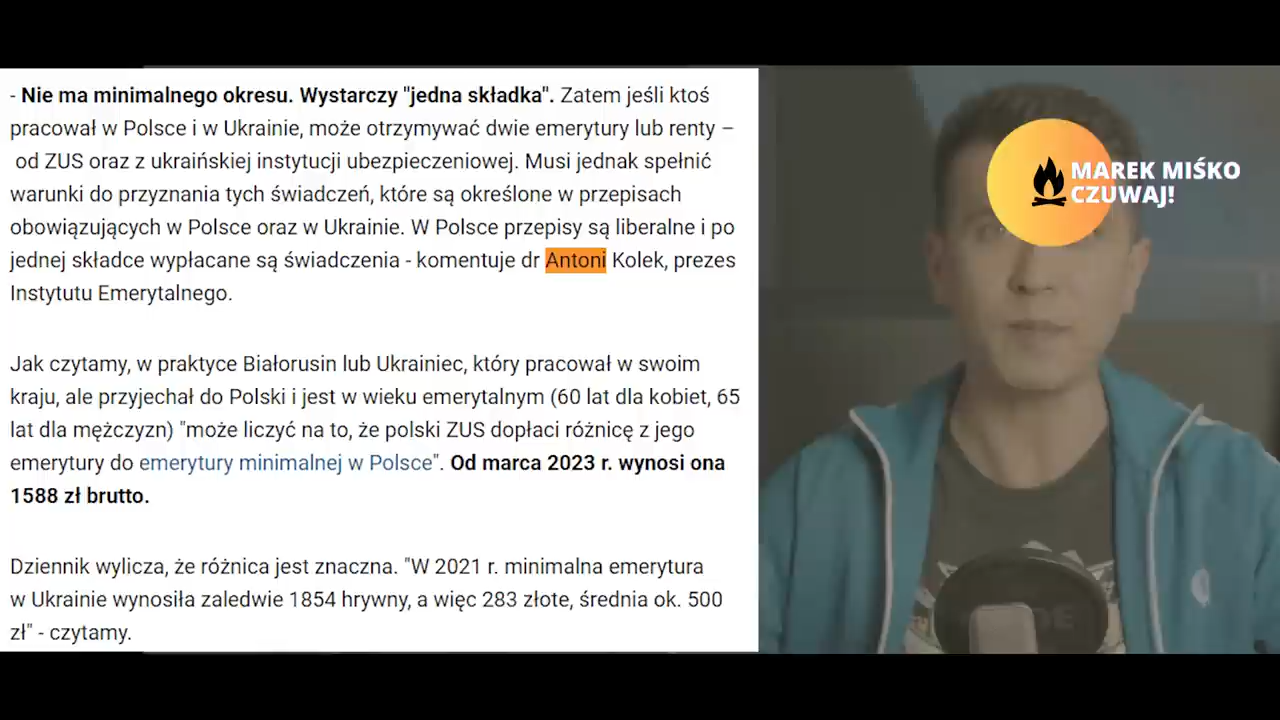 - Nie ma minimalnego okresu. Wystarczy "jedna składka". Zatem jeśli ktoś
pracował w Polsce i w Ukrainie, może otrzymywać dwie emerytury lub renty –
od ZUS oraz z ukraińskiej instytucji ubezpieczeniowej. Musi jednak spełnić
warunki do przyznania tych świadczeń, które są określone w przepisach
obowiązujących w Polsce oraz w Ukrainie. W Polsce przepisy są liberalne i po
jednej składce wypłacane są świadczenia - komentuje dr Antoni Kolek, prezes
Instytutu Emerytalnego.
Jak czytamy, w praktyce Białorusin lub Ukrainiec, który pracował w swoim
kraju, ale przyjechał do Polski i jest w wieku emerytalnym (60 lat dla kobiet, 65
lat dla mężczyzn) "może liczyć na to, że polski ZUS dopłaci różnicę z jego
emerytury do emerytury minimalnej w Polsce". Od marca 2023 r. wynosi ona
1588 zł brutto.
Dziennik wylicza, że różnica jest znaczna. "W 2021 r. minimalna emerytura
w Ukrainie wynosiła zaledwie 1854 hrywny, a więc 283 złote, średnia ok. 500
zł" - czytamy.
MAREK MIŚKO
CZUWAJ!